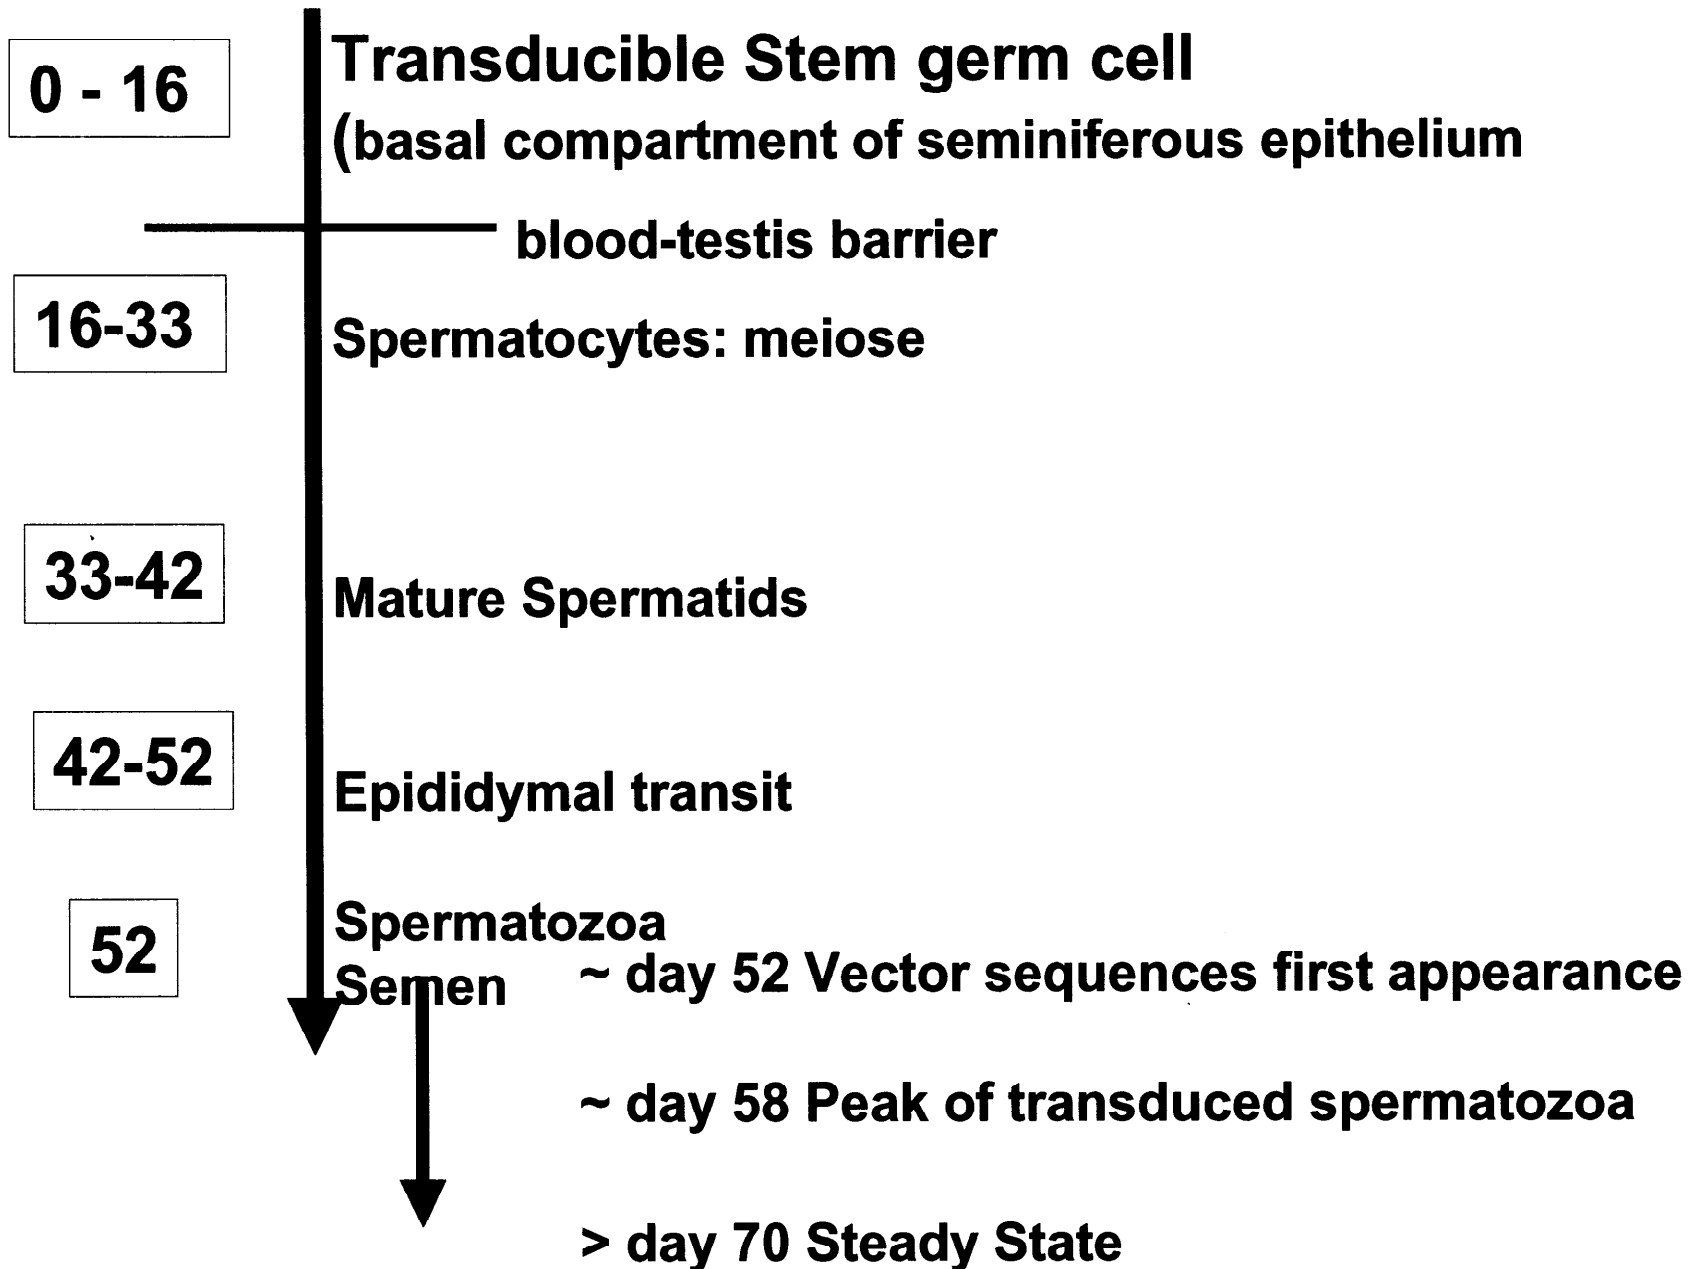 0 - 16
Transducible Stem germ cell
(basal compartment of seminiferous epithelium
blood-testis barrier
16-33
Spermatocytes: meiose
33-42
Mature Spermatids
42-52
Epididymal transit
52
Spermatozoa
Semen
~ day 52 Vector sequences first appearance
~ day 58 Peak of transduced spermatozoa
> day 70 Steady State